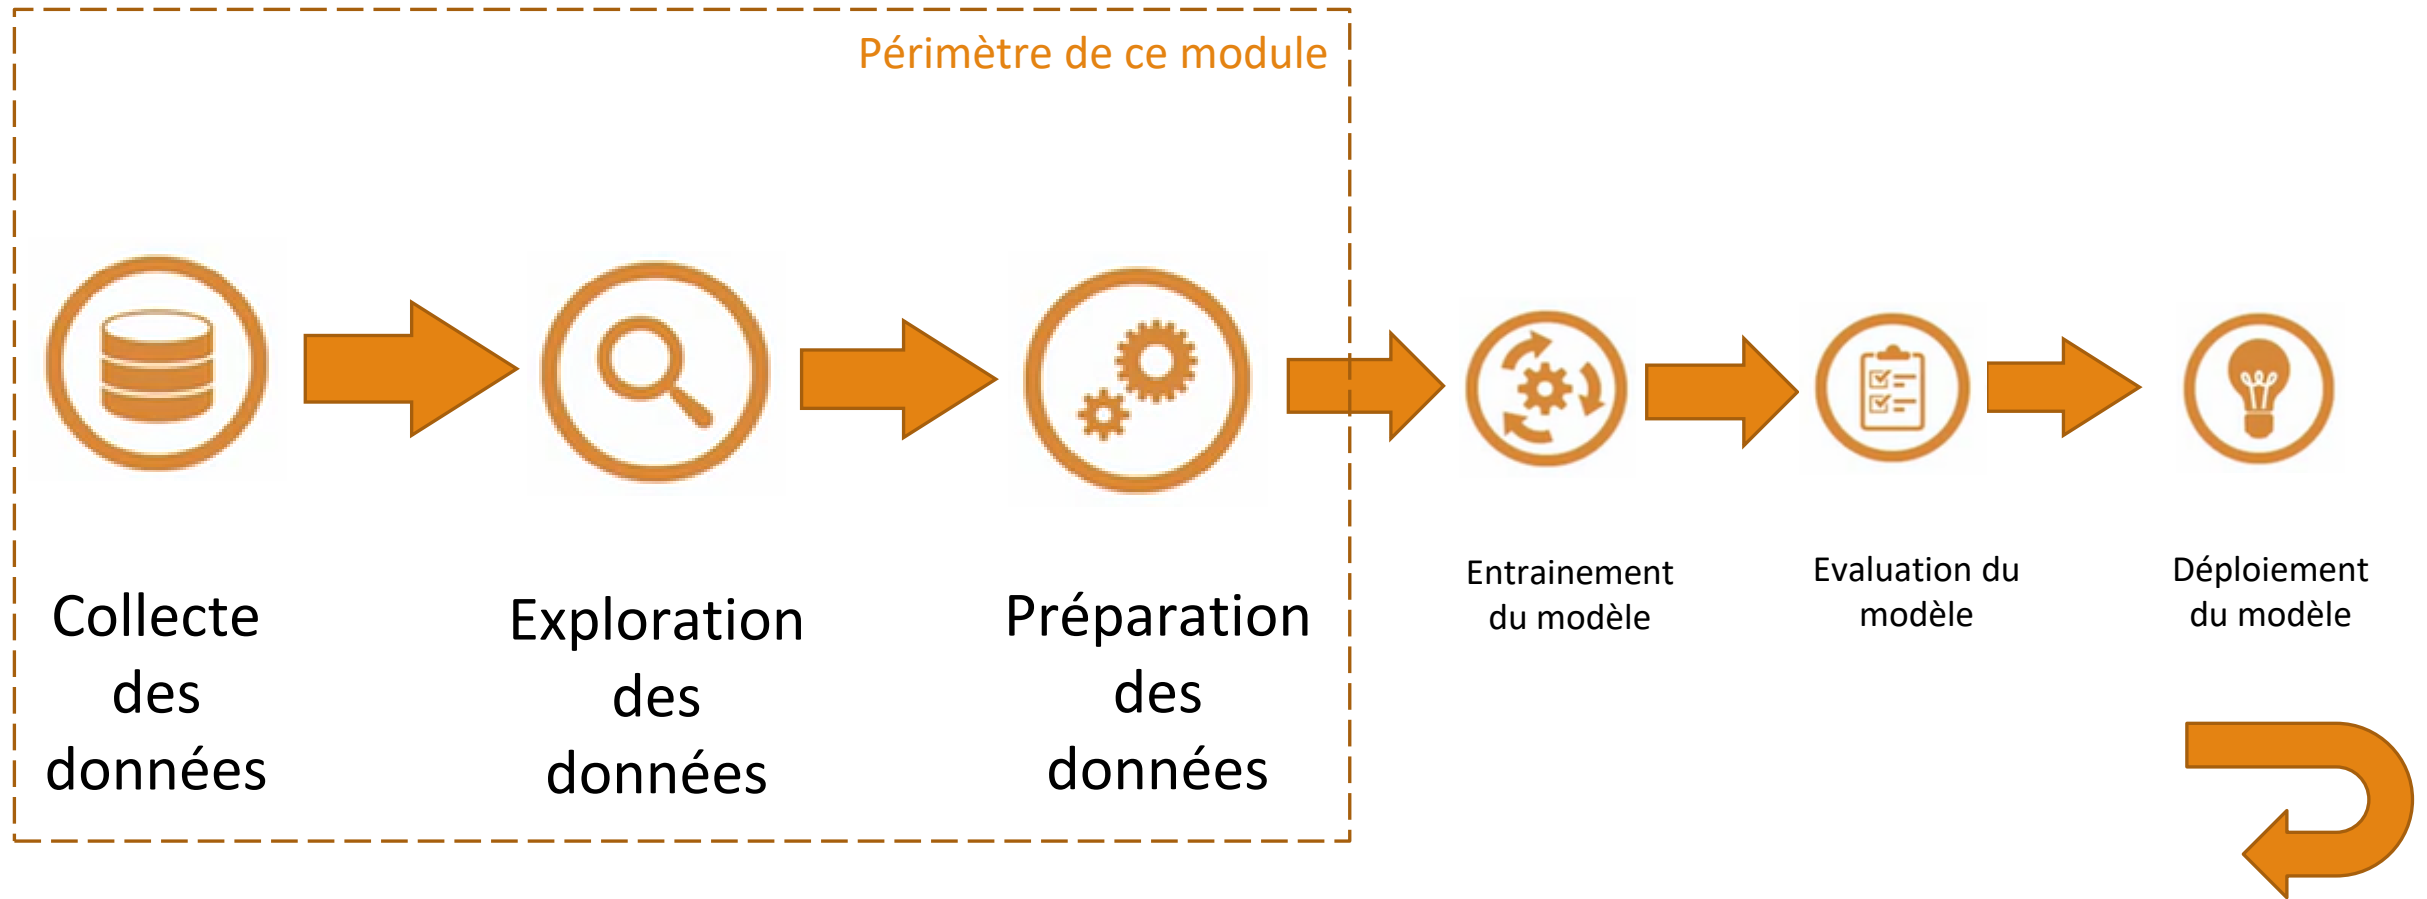 Périmètre de ce module
Collecte
des
données
Exploration
des
données
Préparation
des
données
Entrainement
du modèle
Evaluation du
modèle
Déploiement
du modèle